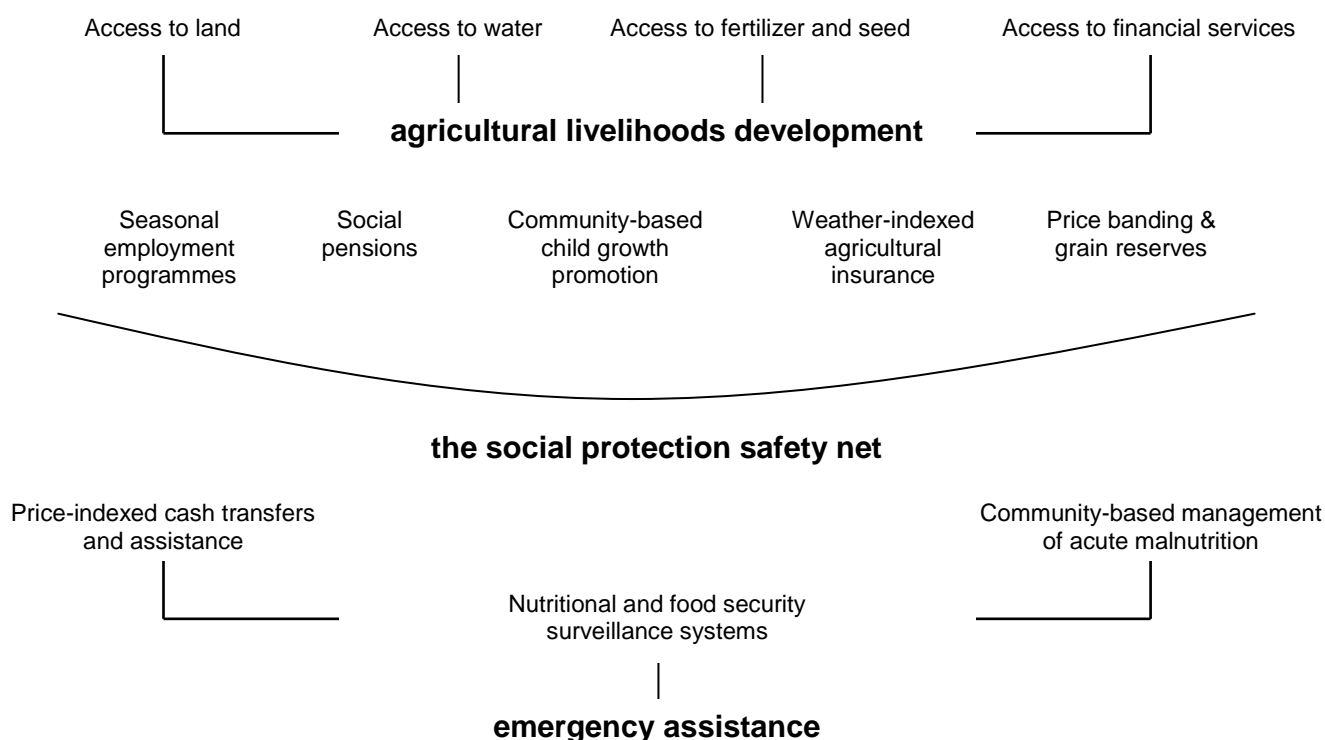 Access to land
Access to water
Access to fertilizer and seed
Access to financial services
agricultural livelihoods development
Seasonal
employment
programmes
Social
pensions
Community-based
child growth
promotion
Weather-indexed
agricultural
insurance
Price banding &
grain reserves
the social protection safety net
Price-indexed cash transfers
and assistance
Community-based management
of acute malnutrition
Nutritional and food security
surveillance systems
emergency assistance